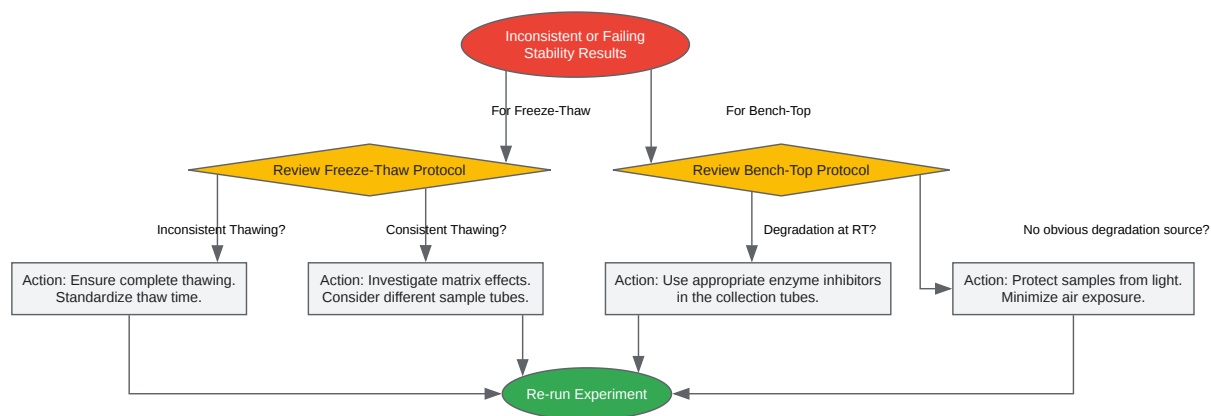 Inconsistent or Failing
Stability Results
For Freeze-Thaw
For Bench-Top
Review Freeze-Thaw Protocol
Review Bench-Top Protocol
Inconsistent Thawing?
Consistent Thawing?
Degradation at RT?
No obvious degradation source?
Action: Ensure complete thawing.
Standardize thaw time.
Action: Investigate matrix effects.
Consider different sample tubes.
Action: Use appropriate enzyme inhibitors
in the collection tubes.
Action: Protect samples from light.
Minimize air exposure.
Re-run Experiment